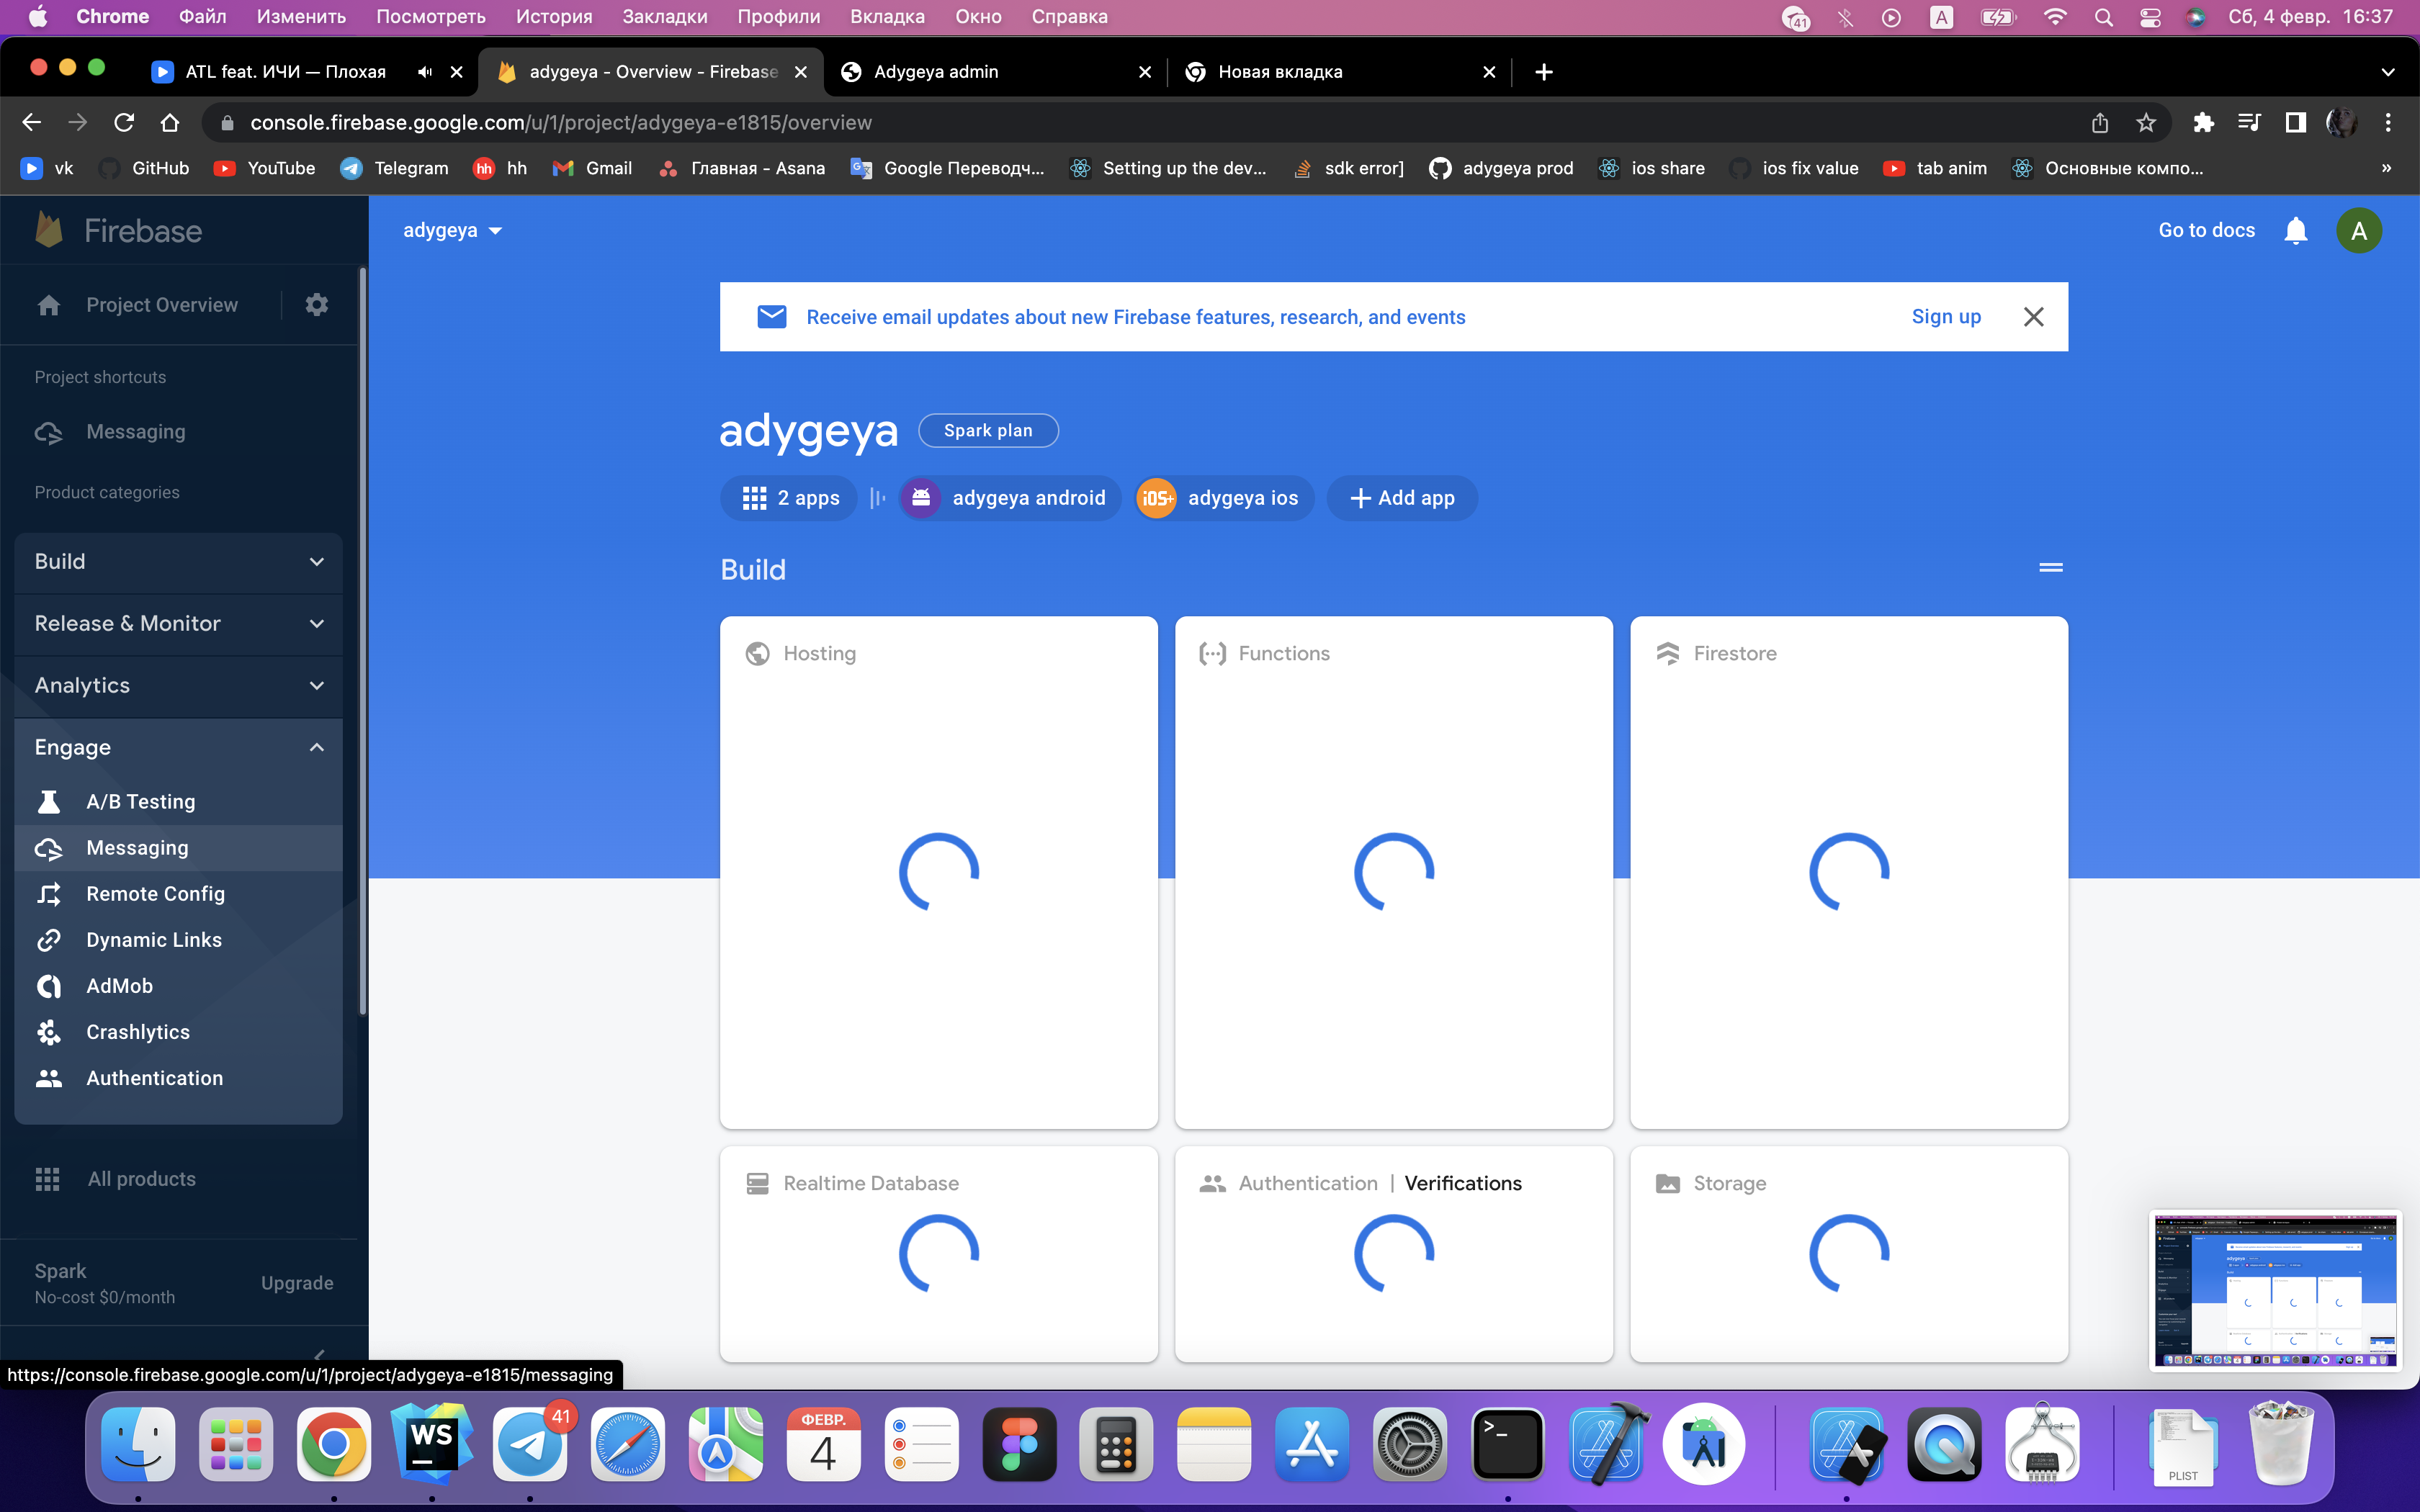 Chrome Файл Изменить Посмотреть История Закладки Профили Вкладка Окно Справка 41 A Сб, 4 февр. 16:37
ATL feat. ИЧИ — Плохая adygeya - Overview - Firebase Adygeya admin Новая вкладка
console.firebase.google.com/u/1/project/adygeya-e1815/overview
vk GitHub YouTube Telegram hh hh Gmail Главная - Asana Google Переводч... Setting up the dev... sdk error] adygeya prod ios share ios fix value tab anim Основные компо... »
Firebase
adygeya
Go to docs
A
Project Overview
Receive email updates about new Firebase features, research, and events
Sign up
Project shortcuts
Messaging
Product categories
Build
Release & Monitor
Analytics
Engage
A/B Testing
Messaging
Remote Config
Dynamic Links
AdMob
Crashlytics
Authentication
All products
Spark
No-cost $0/month
Upgrade
adygeya Spark plan
2 apps adygeya android iOS+ adygeya ios Add app
Build
Hosting Functions Firestore
Realtime Database Authentication | Verifications Storage
https://console.firebase.google.com/u/1/project/adygeya-e1815/messaging
WS 41 ФЕВР. 4 >_ PLIST